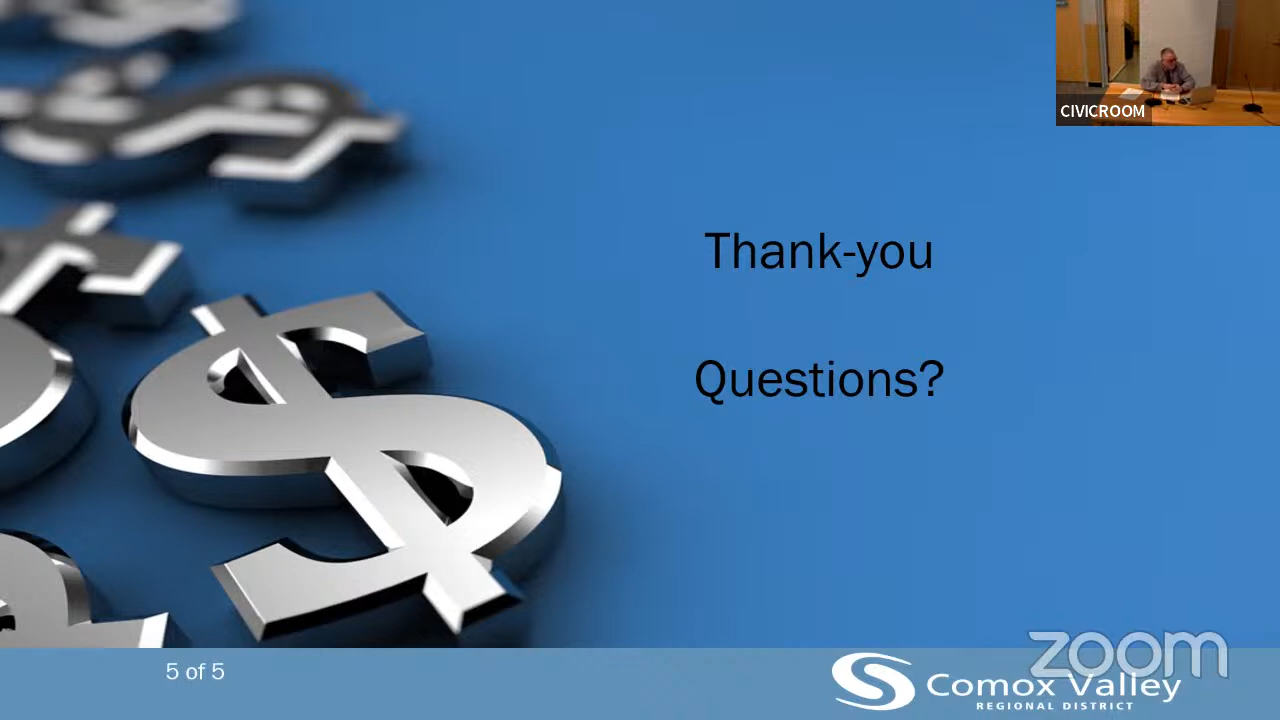 CIVICROOM
Thank-you
Questions?
5 of 5
zoom
Comox Valley
REGIONAL DISTRICT